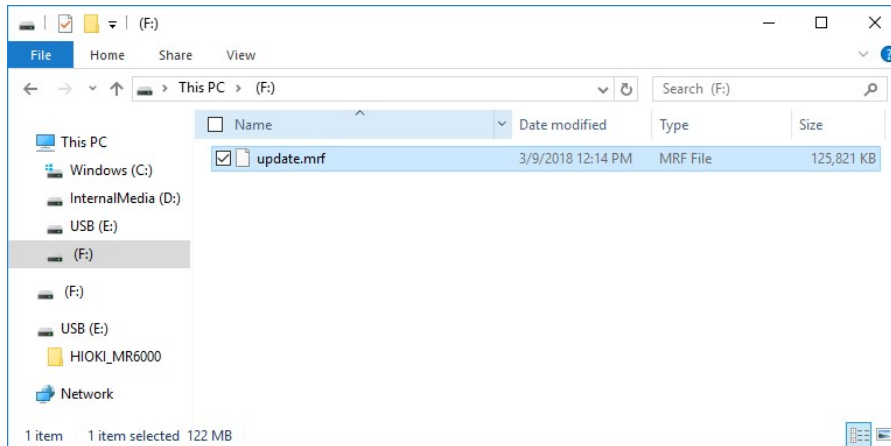 (F:)
File Home Share View
This PC > (F:)
Search (F:)
Name Date modified Type Size
This PC
update.mrf 3/9/2018 12:14 PM MRF File 125,821 KB
Windows (C:)
InternalMedia (D:)
USB (E:)
(F:)
(F:)
USB (E:)
HIOKI_MR6000
Network
1 item 1 item selected 122 MB